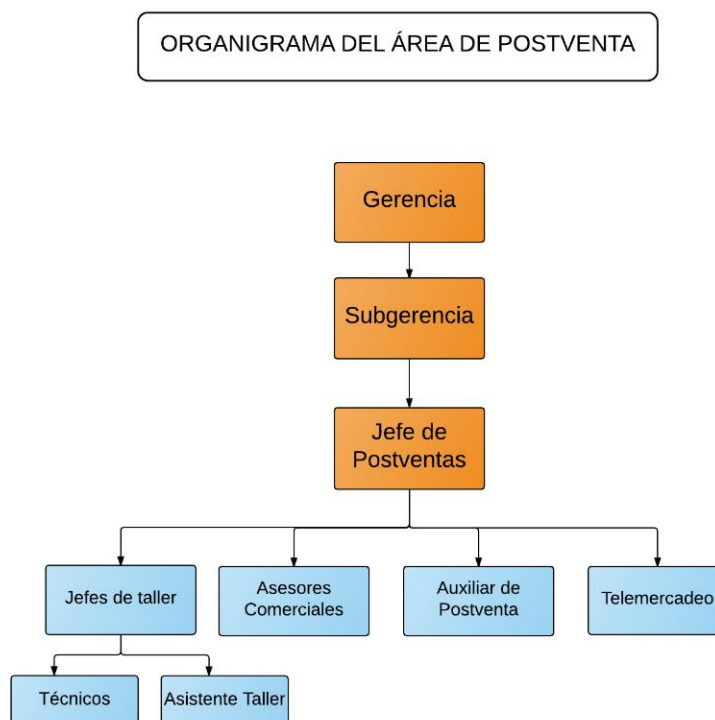 ORGANIGRAMA DEL ÁREA DE POSTVENTA
Gerencia
Subgerencia
Jefe de
Postventas
Jefes de taller
Asesores
Comerciales
Auxiliar de
Postventa
Telemercadeo
Técnicos
Asistente Taller